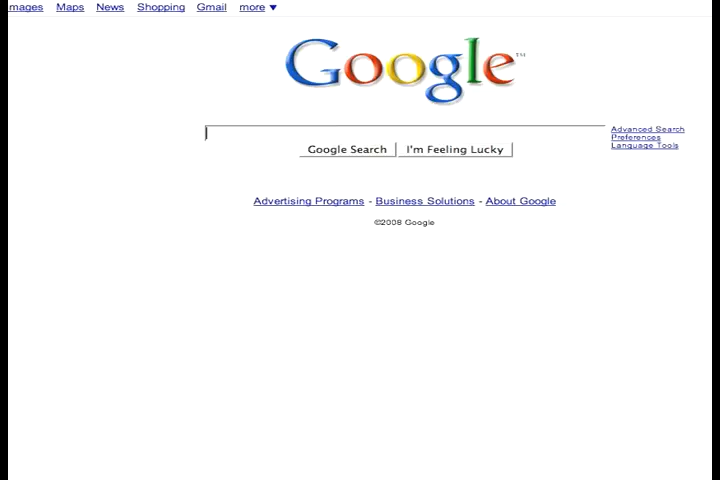 mages Maps News Shopping Gmail more ▼
Google™
Advanced Search
Preferences
Language Tools
Google Search I'm Feeling Lucky
Advertising Programs - Business Solutions - About Google
©2008 Google